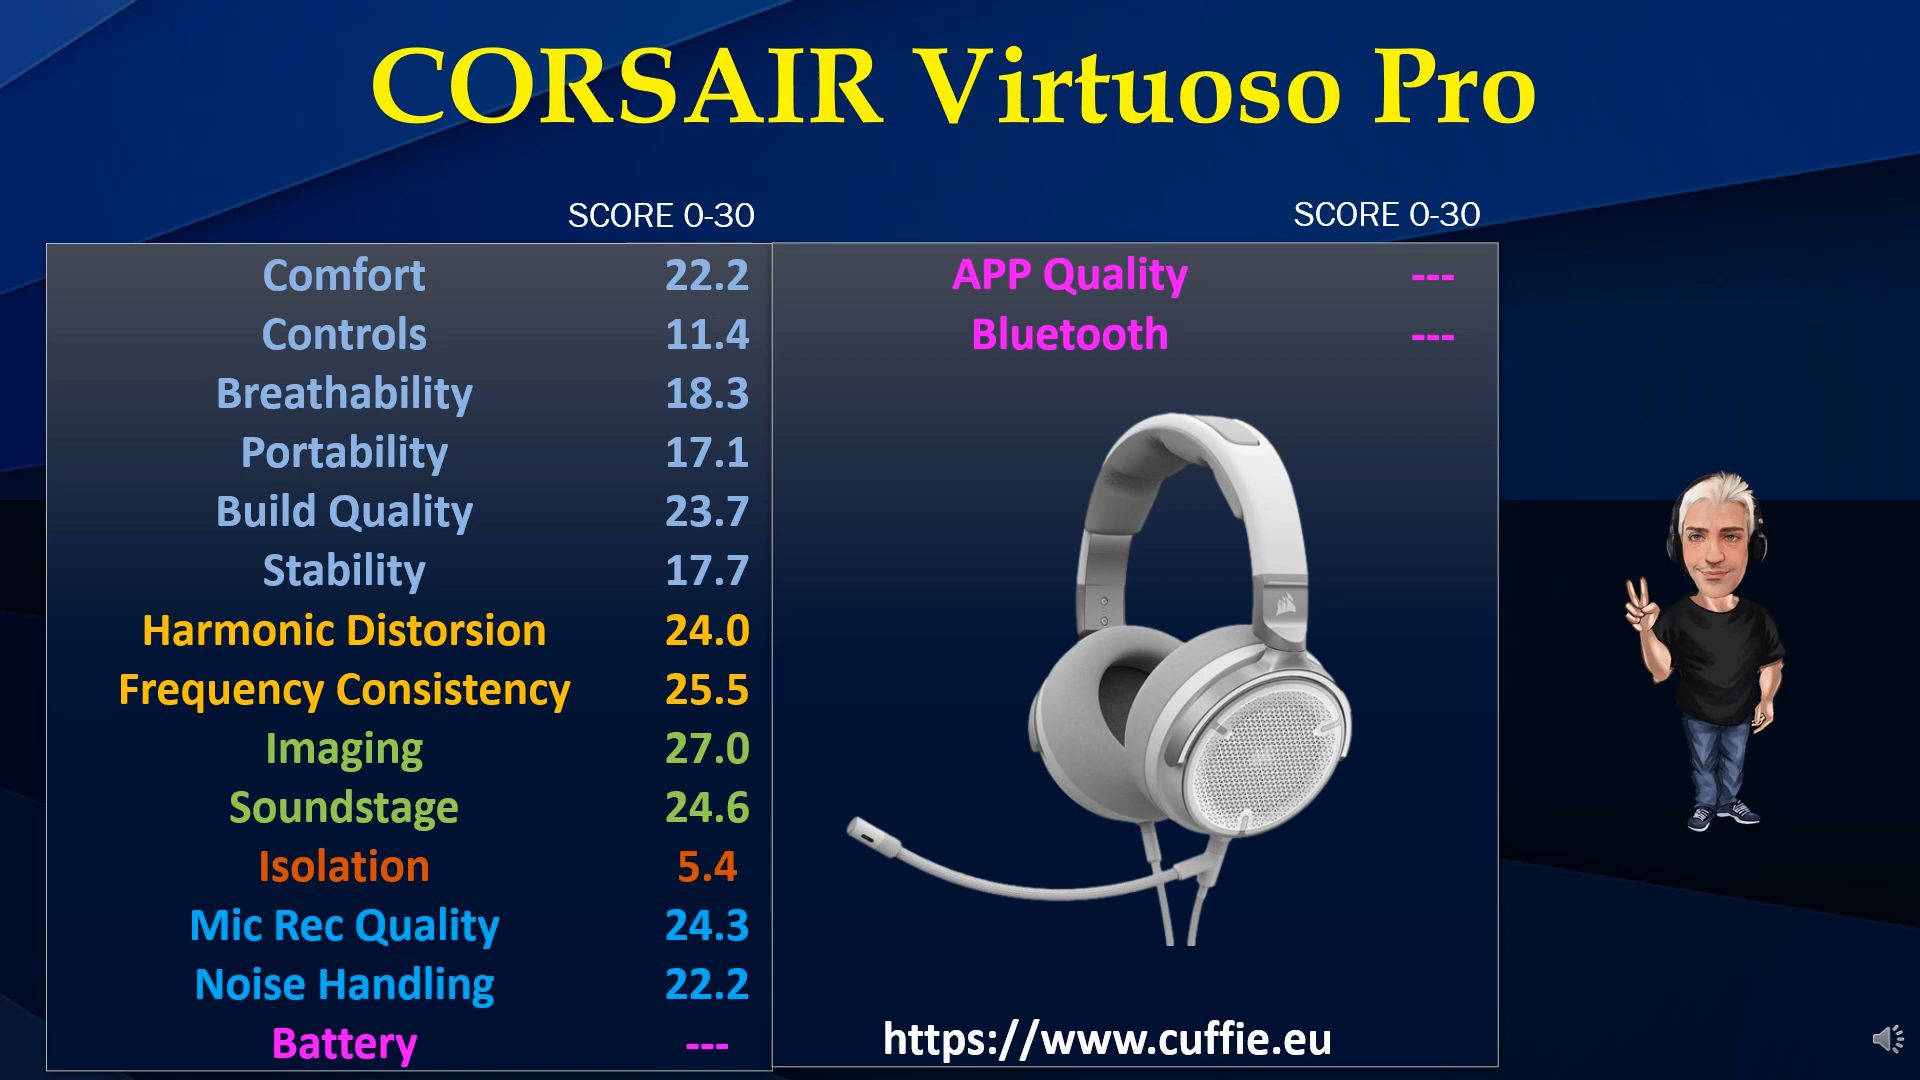 CORSAIR Virtuoso Pro
SCORE 0-30
SCORE 0-30
Comfort 22.2
Controls 11.4
Breathability 18.3
Portability 17.1
Build Quality 23.7
Stability 17.7
Harmonic Distorsion 24.0
Frequency Consistency 25.5
Imaging 27.0
Soundstage 24.6
Isolation 5.4
Mic Rec Quality 24.3
Noise Handling 22.2
Battery ---
APP Quality ---
Bluetooth ---
https://www.cuffie.eu